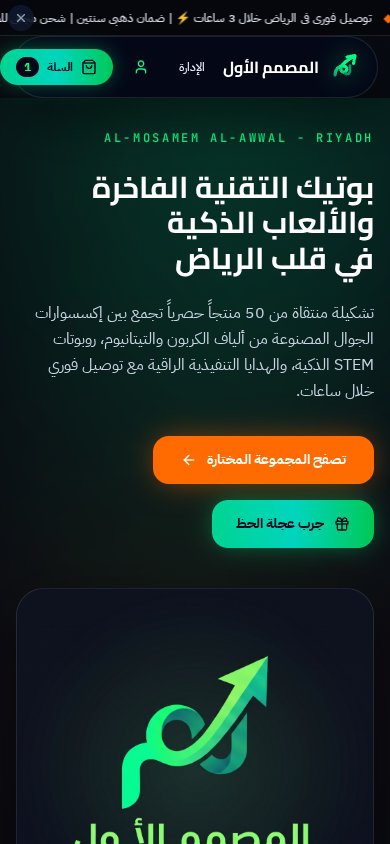 توصيل فوري في الرياض خلال 3 ساعات ⚡ | ضمان ذهبي سنتين | شحن
المصمم الأول
الإدارة
السلة
1
AL-MOSAMEM AL-AWWAL - RIYADH
بوتيك التقنية الفاخرة
والألعاب الذكية
في قلب الرياض
تشكيلة منتقاة من 50 منتجاً حصرياً تجمع بين إكسسوارات
الجوال المصنوعة من ألياف الكربون والتيتانيوم، روبوتات
STEM الذكية، والهدايا التنفيذية الراقية مع توصيل فوري
خلال ساعات.
تصفح المجموعة المختارة
جرب عجلة الحظ
المصمم الأول